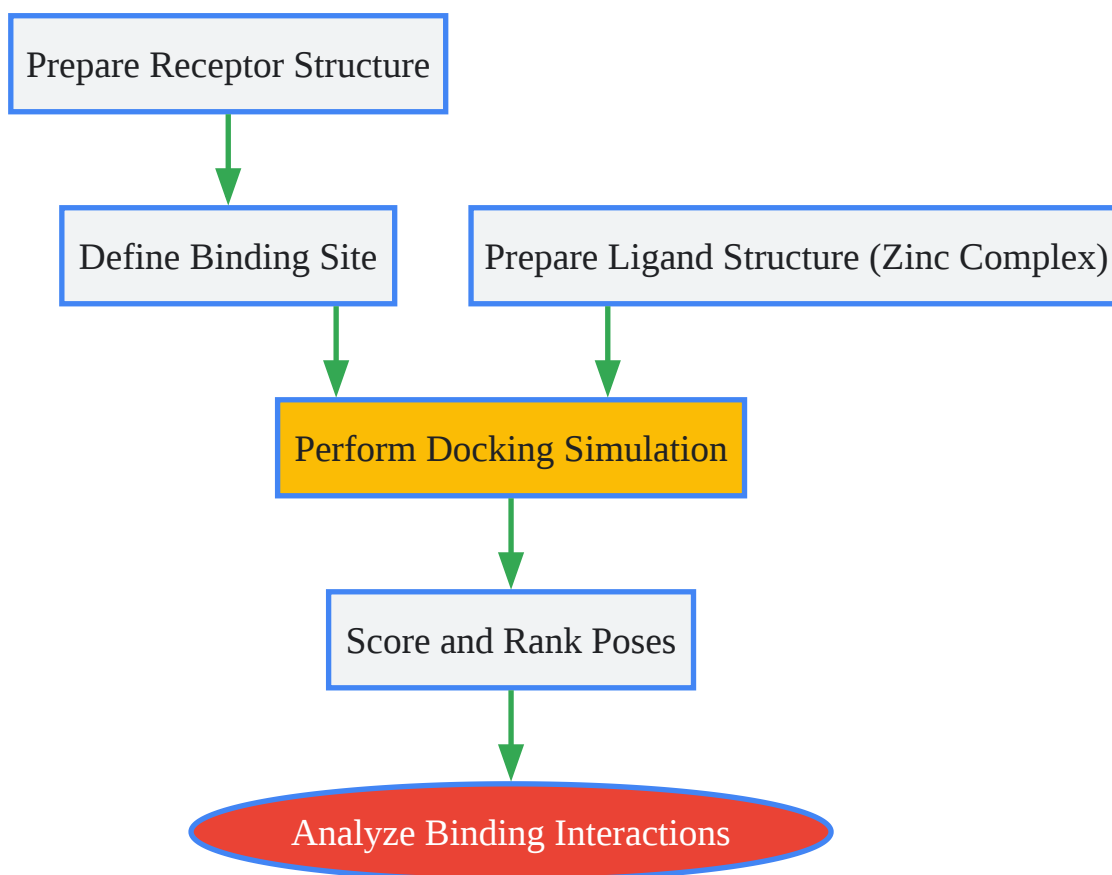 Prepare Receptor Structure
Define Binding Site
Prepare Ligand Structure (Zinc Complex)
Perform Docking Simulation
Score and Rank Poses
Analyze Binding Interactions